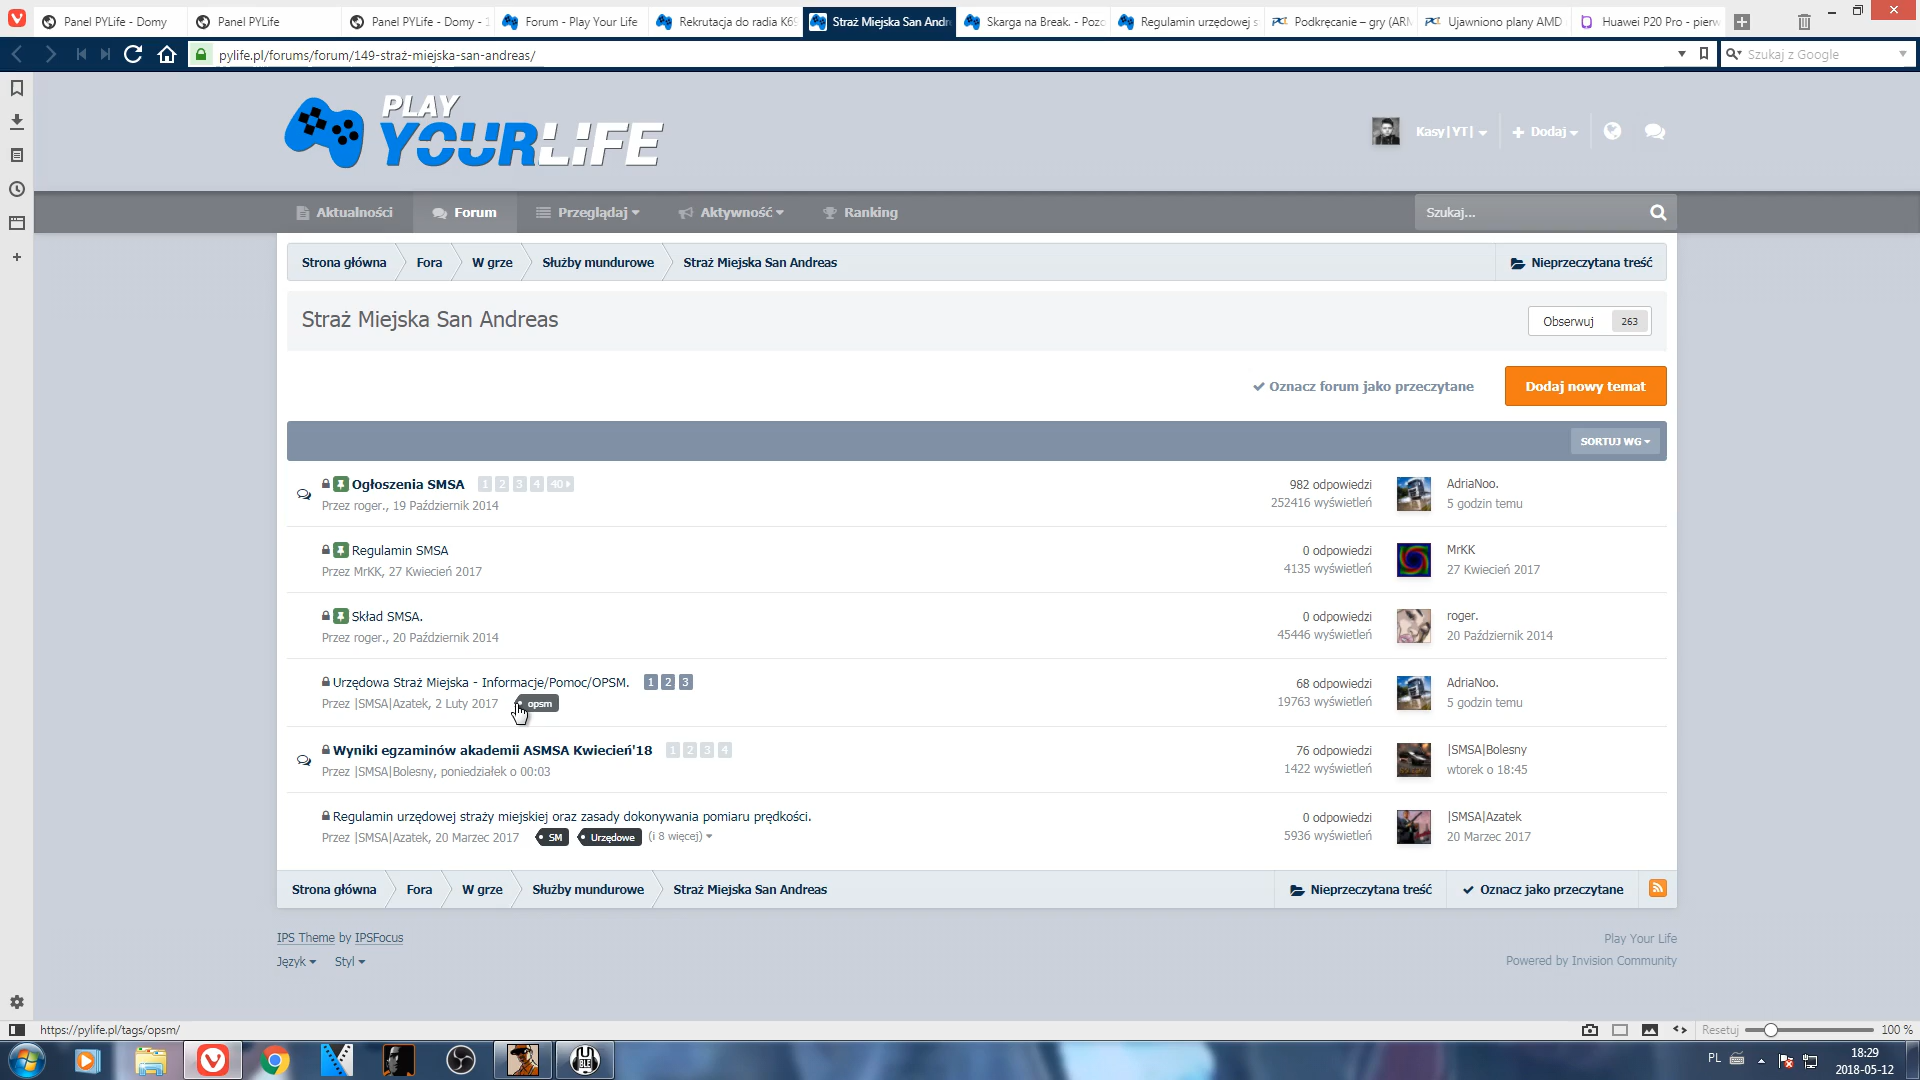 Panel PYLife - Domy
Panel PYLife
Panel PYLife - Domy - 1
Forum - Play Your Life
Rekrutacja do radia K69
Straż Miejska San Andr
Skarga na Break. - Pozo
Regulamin urzędowej s
Podkręcanie – gry (ARM
Ujawniono plany AMD
Huawei P20 Pro - pierw
pylife.pl/forums/forum/149-straż-miejska-san-andreas/
Szukaj z Google
PLAY
YOURLIFE
Kasy|YT|
Dodaj
Aktualności
Forum
Przeglądaj
Aktywność
Ranking
Szukaj...
Strona główna
Fora
W grze
Służby mundurowe
Straż Miejska San Andreas
Nieprzeczytana treść
Straż Miejska San Andreas
Obserwuj 263
Oznacz forum jako przeczytane
Dodaj nowy temat
SORTUJ WG
Ogłoszenia SMSA 1 2 3 4 40
Przez roger., 19 Październik 2014
982 odpowiedzi
252416 wyświetleń
AdriaNoo.
5 godzin temu
Regulamin SMSA
Przez MrKK, 27 Kwiecień 2017
0 odpowiedzi
4135 wyświetleń
MrKK
27 Kwiecień 2017
Skład SMSA.
Przez roger., 20 Październik 2014
0 odpowiedzi
45446 wyświetleń
roger.
20 Październik 2014
Urzędowa Straż Miejska - Informacje/Pomoc/OPSM. 1 2 3
Przez |SMSA|Azatek, 2 Luty 2017 opsm
68 odpowiedzi
19763 wyświetleń
AdriaNoo.
5 godzin temu
Wyniki egzaminów akademii ASMSA Kwiecień'18 1 2 3 4
Przez |SMSA|Bolesny, poniedziałek o 00:03
76 odpowiedzi
1422 wyświetleń
|SMSA|Bolesny
wtorek o 18:45
Regulamin urzędowej straży miejskiej oraz zasady dokonywania pomiaru prędkości.
Przez |SMSA|Azatek, 20 Marzec 2017 SM Urzędowe (i 8 więcej)
0 odpowiedzi
5936 wyświetleń
|SMSA|Azatek
20 Marzec 2017
Strona główna
Fora
W grze
Służby mundurowe
Straż Miejska San Andreas
Nieprzeczytana treść
Oznacz jako przeczytane
IPS Theme by IPSFocus
Język
Styl
Play Your Life
Powered by Invision Community
https://pylife.pl/tags/opsm/
Resetuj
100 %
PL
18:29
2018-05-12